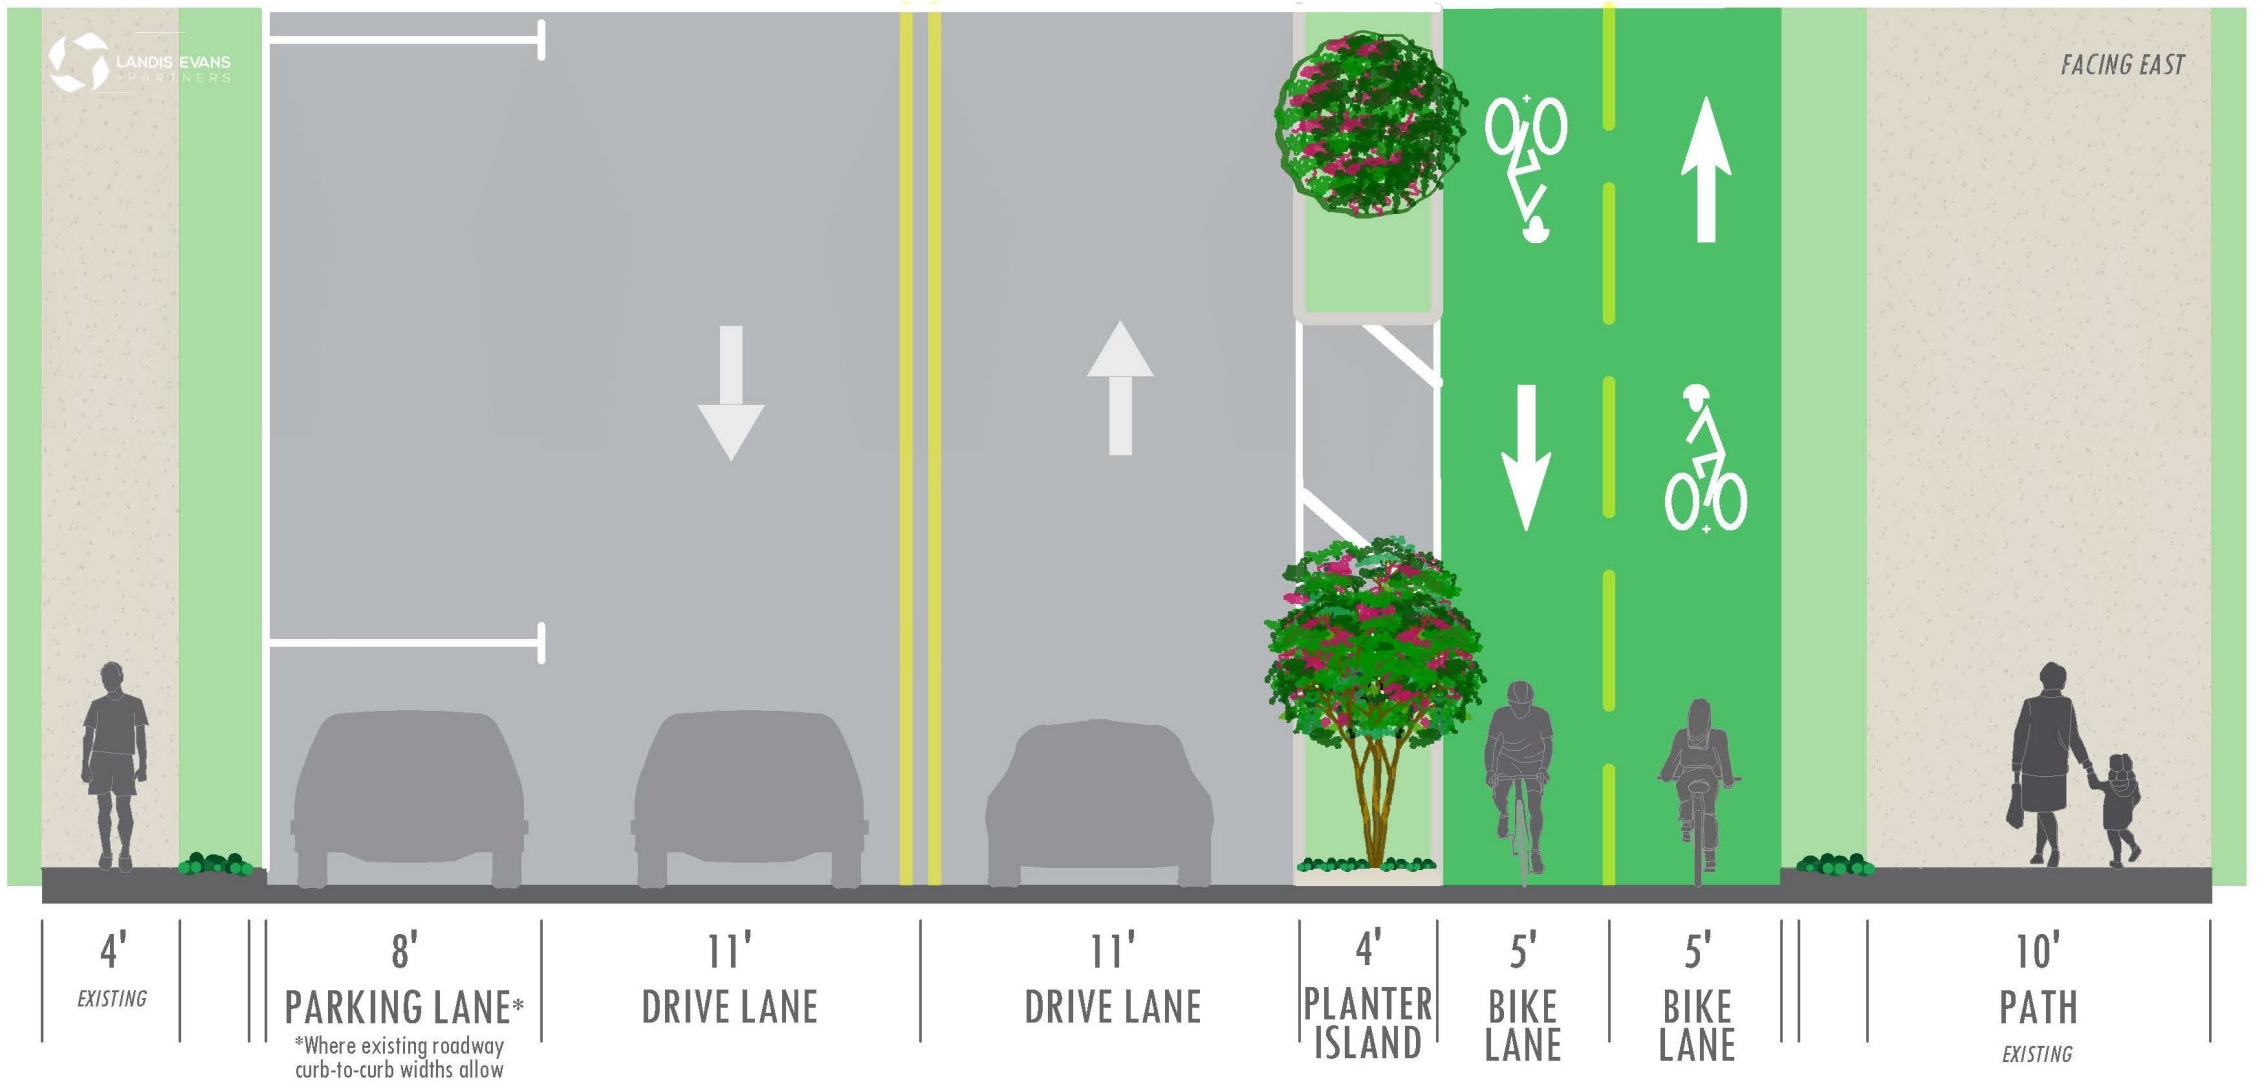 LANDIS EVANS
+PARTNERS
FACING EAST
4'
EXISTING
8'
PARKING LANE*
*Where existing roadway
curb-to-curb widths allow
11'
DRIVE LANE
11'
DRIVE LANE
4'
PLANTER
ISLAND
5'
BIKE
LANE
5'
BIKE
LANE
10'
PATH
EXISTING